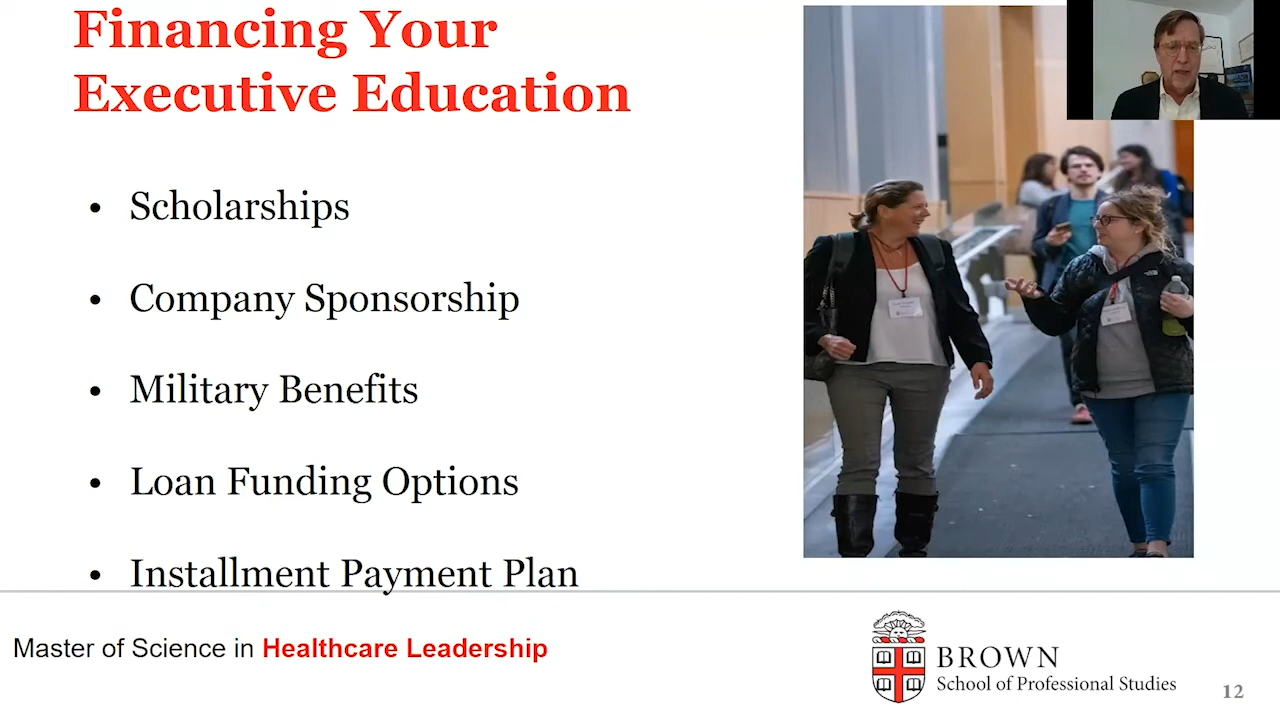 Financing Your
Executive Education
• Scholarships
• Company Sponsorship
• Military Benefits
• Loan Funding Options
• Installment Payment Plan
Master of Science in Healthcare Leadership
BROWN
School of Professional Studies
12